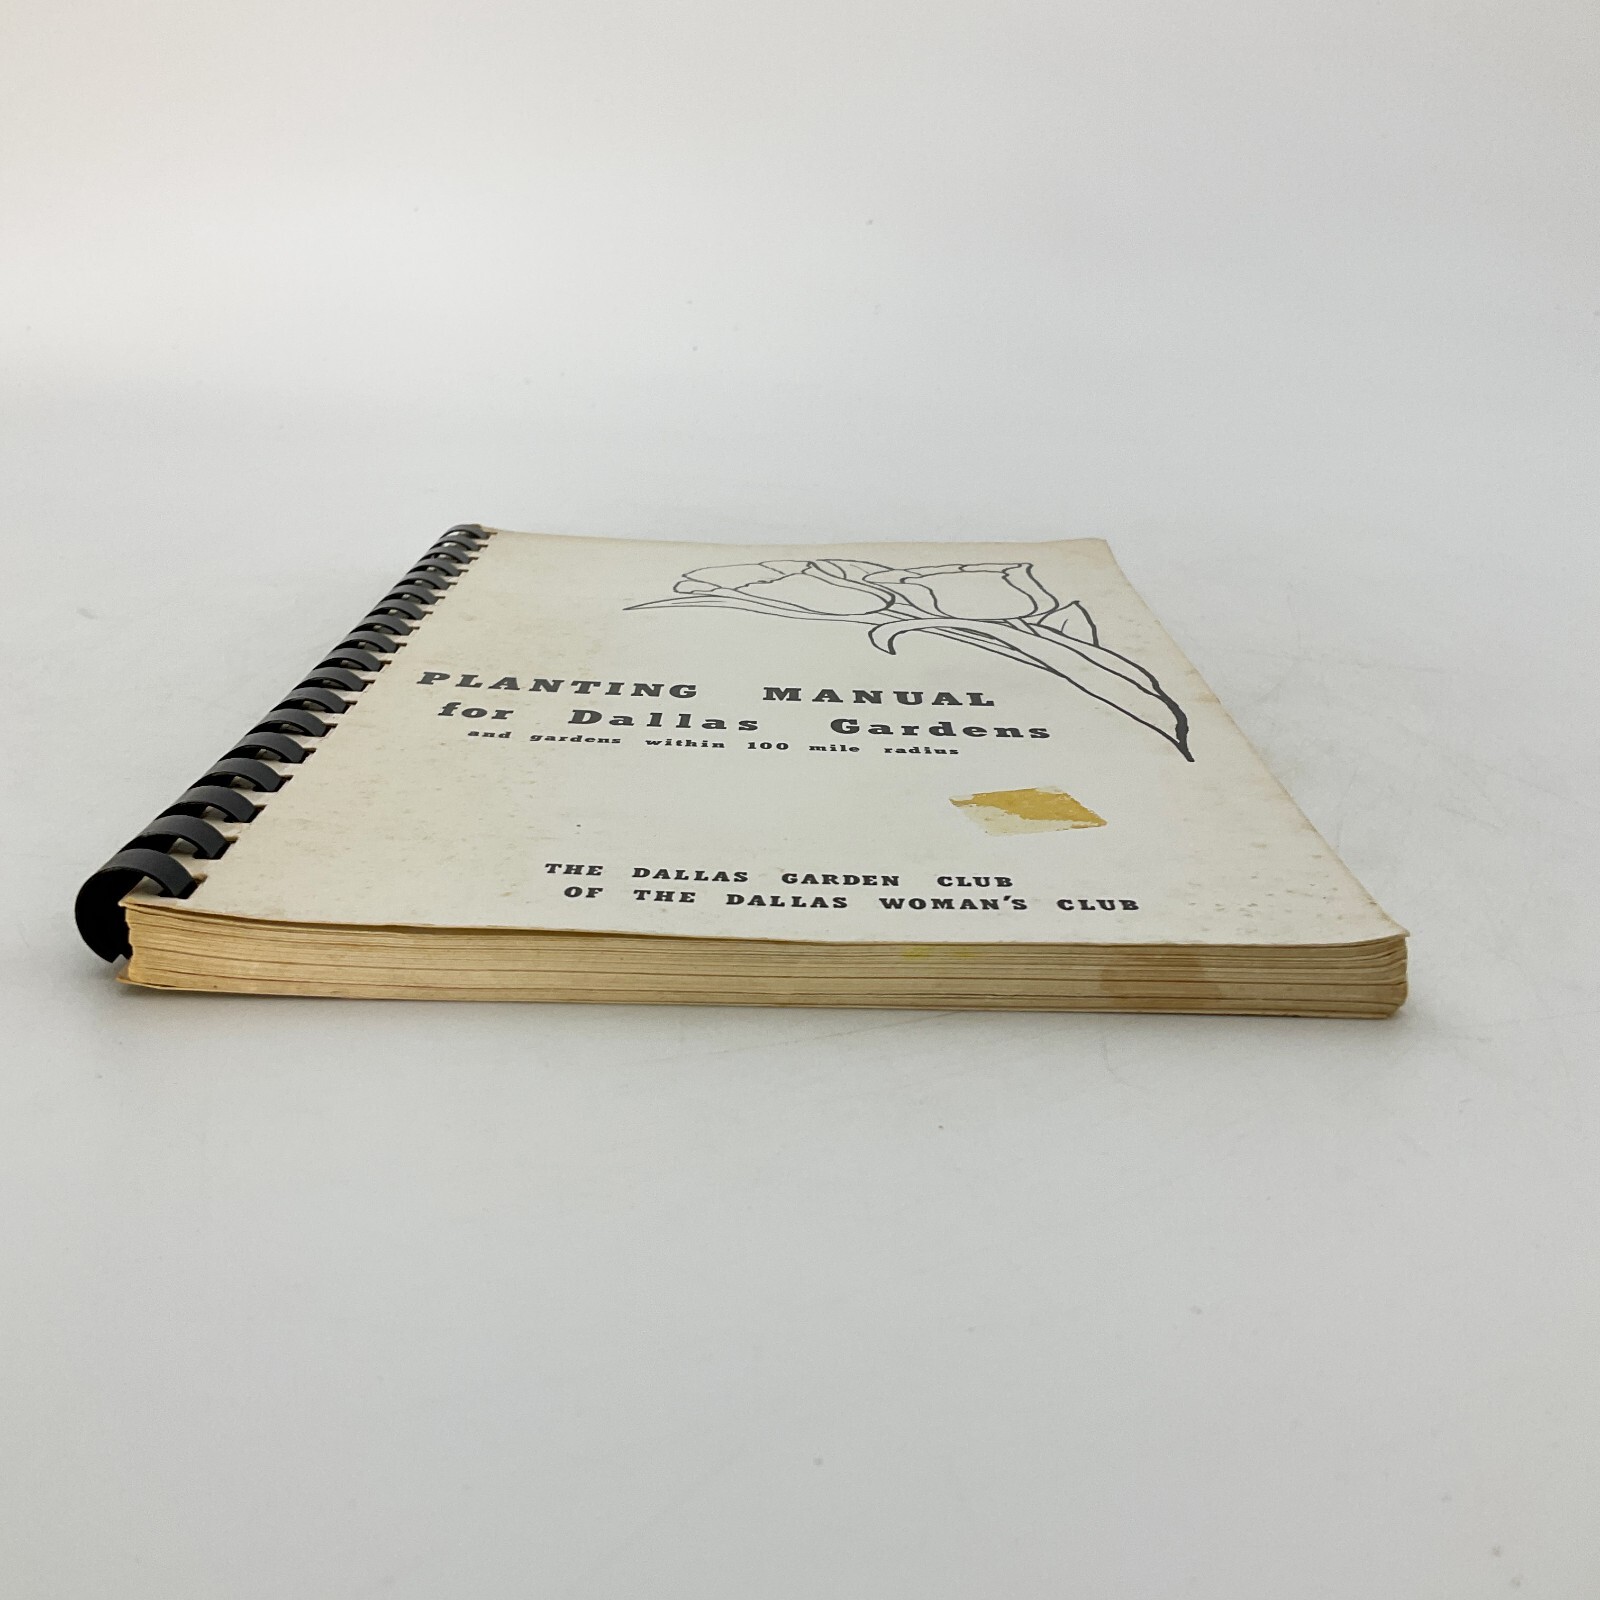 PLANTING MANUAL
for Dallas Gardens
and gardens within 100 mile radius
THE DALLAS GARDEN CLUB
OF THE DALLAS WOMAN'S CLUB